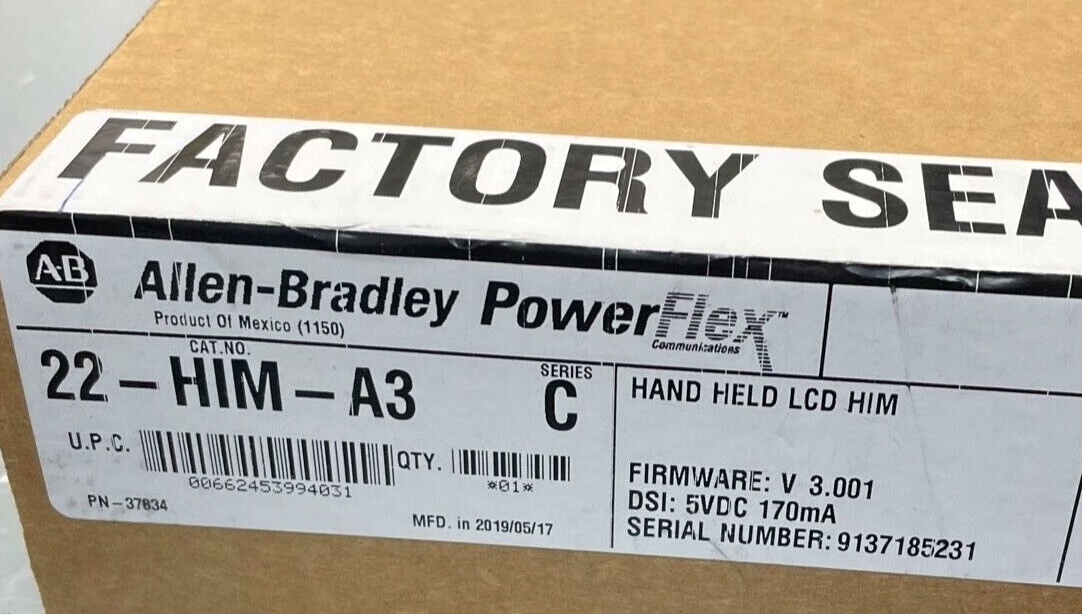 FACTORY SEA
AB Allen-Bradley PowerFlex™
Communications
Product Of Mexico (1150)
CAT.NO.
22-HIM-A3
SERIES
C
U.P.C.
00662453994031
QTY.
*01*
PN-37834
MFD. in 2019/05/17
HAND HELD LCD HIM
FIRMWARE: V 3.001
DSI: 5VDC 170mA
SERIAL NUMBER: 9137185231